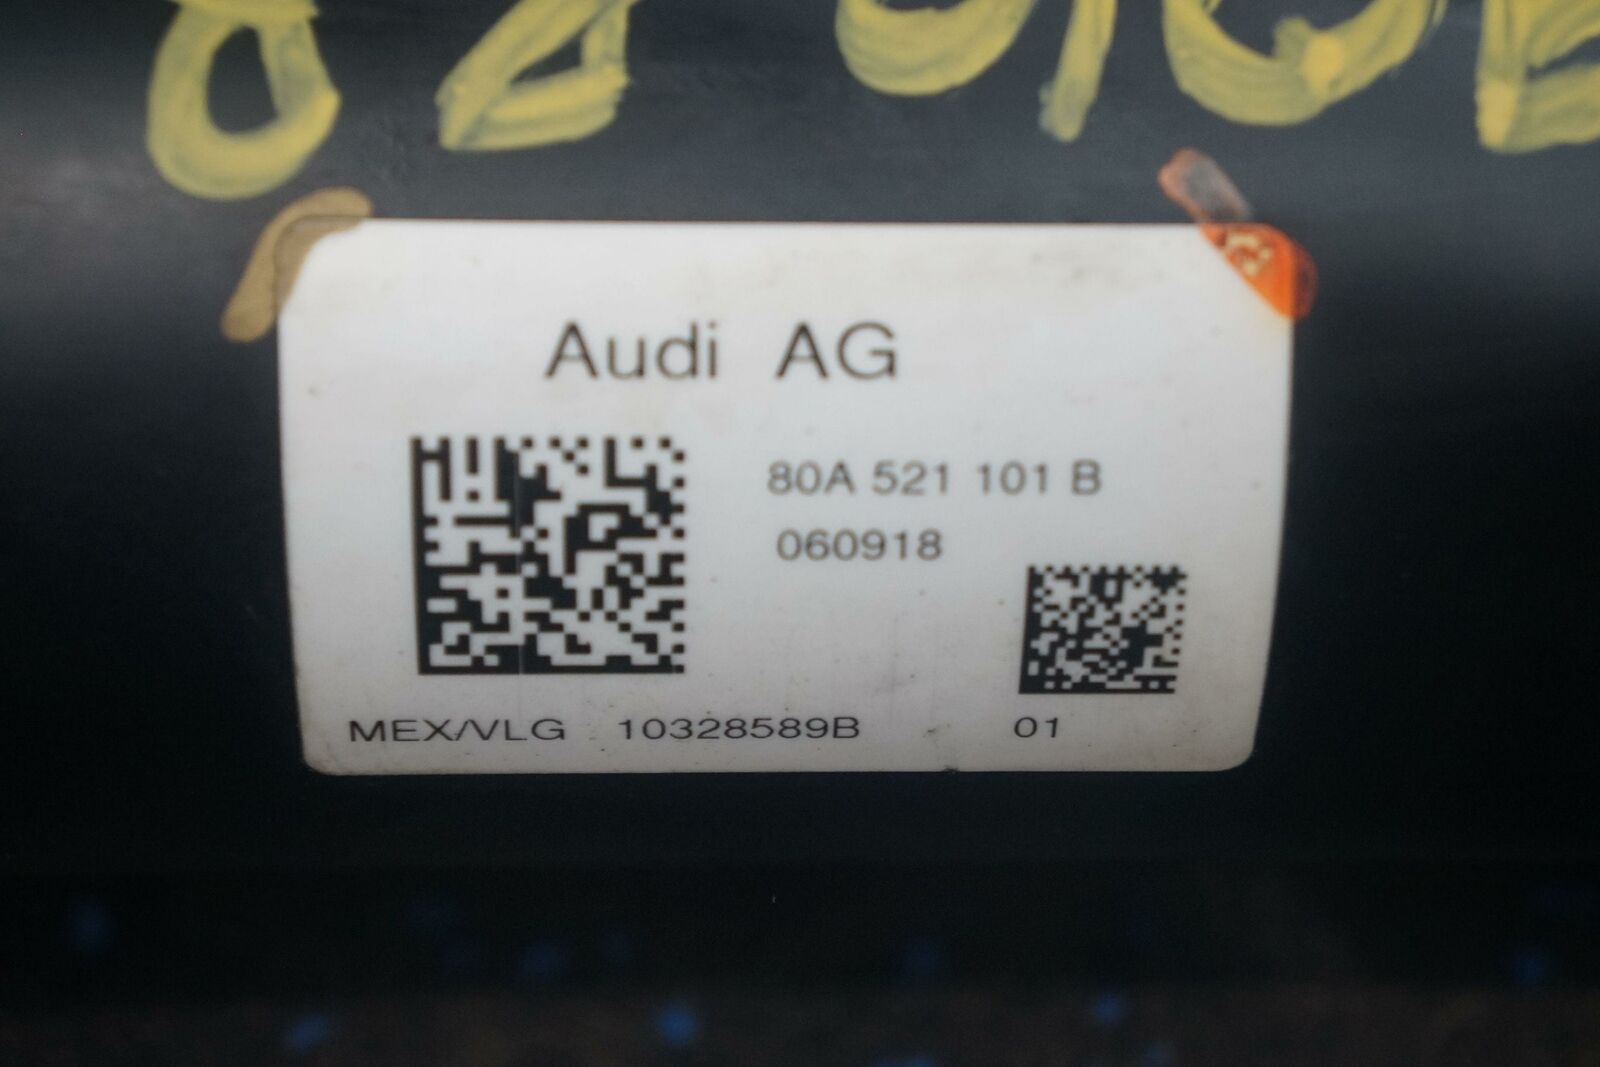 Audi AG
80A 521 101 B
060918
MEX/VLG 10328589B 01